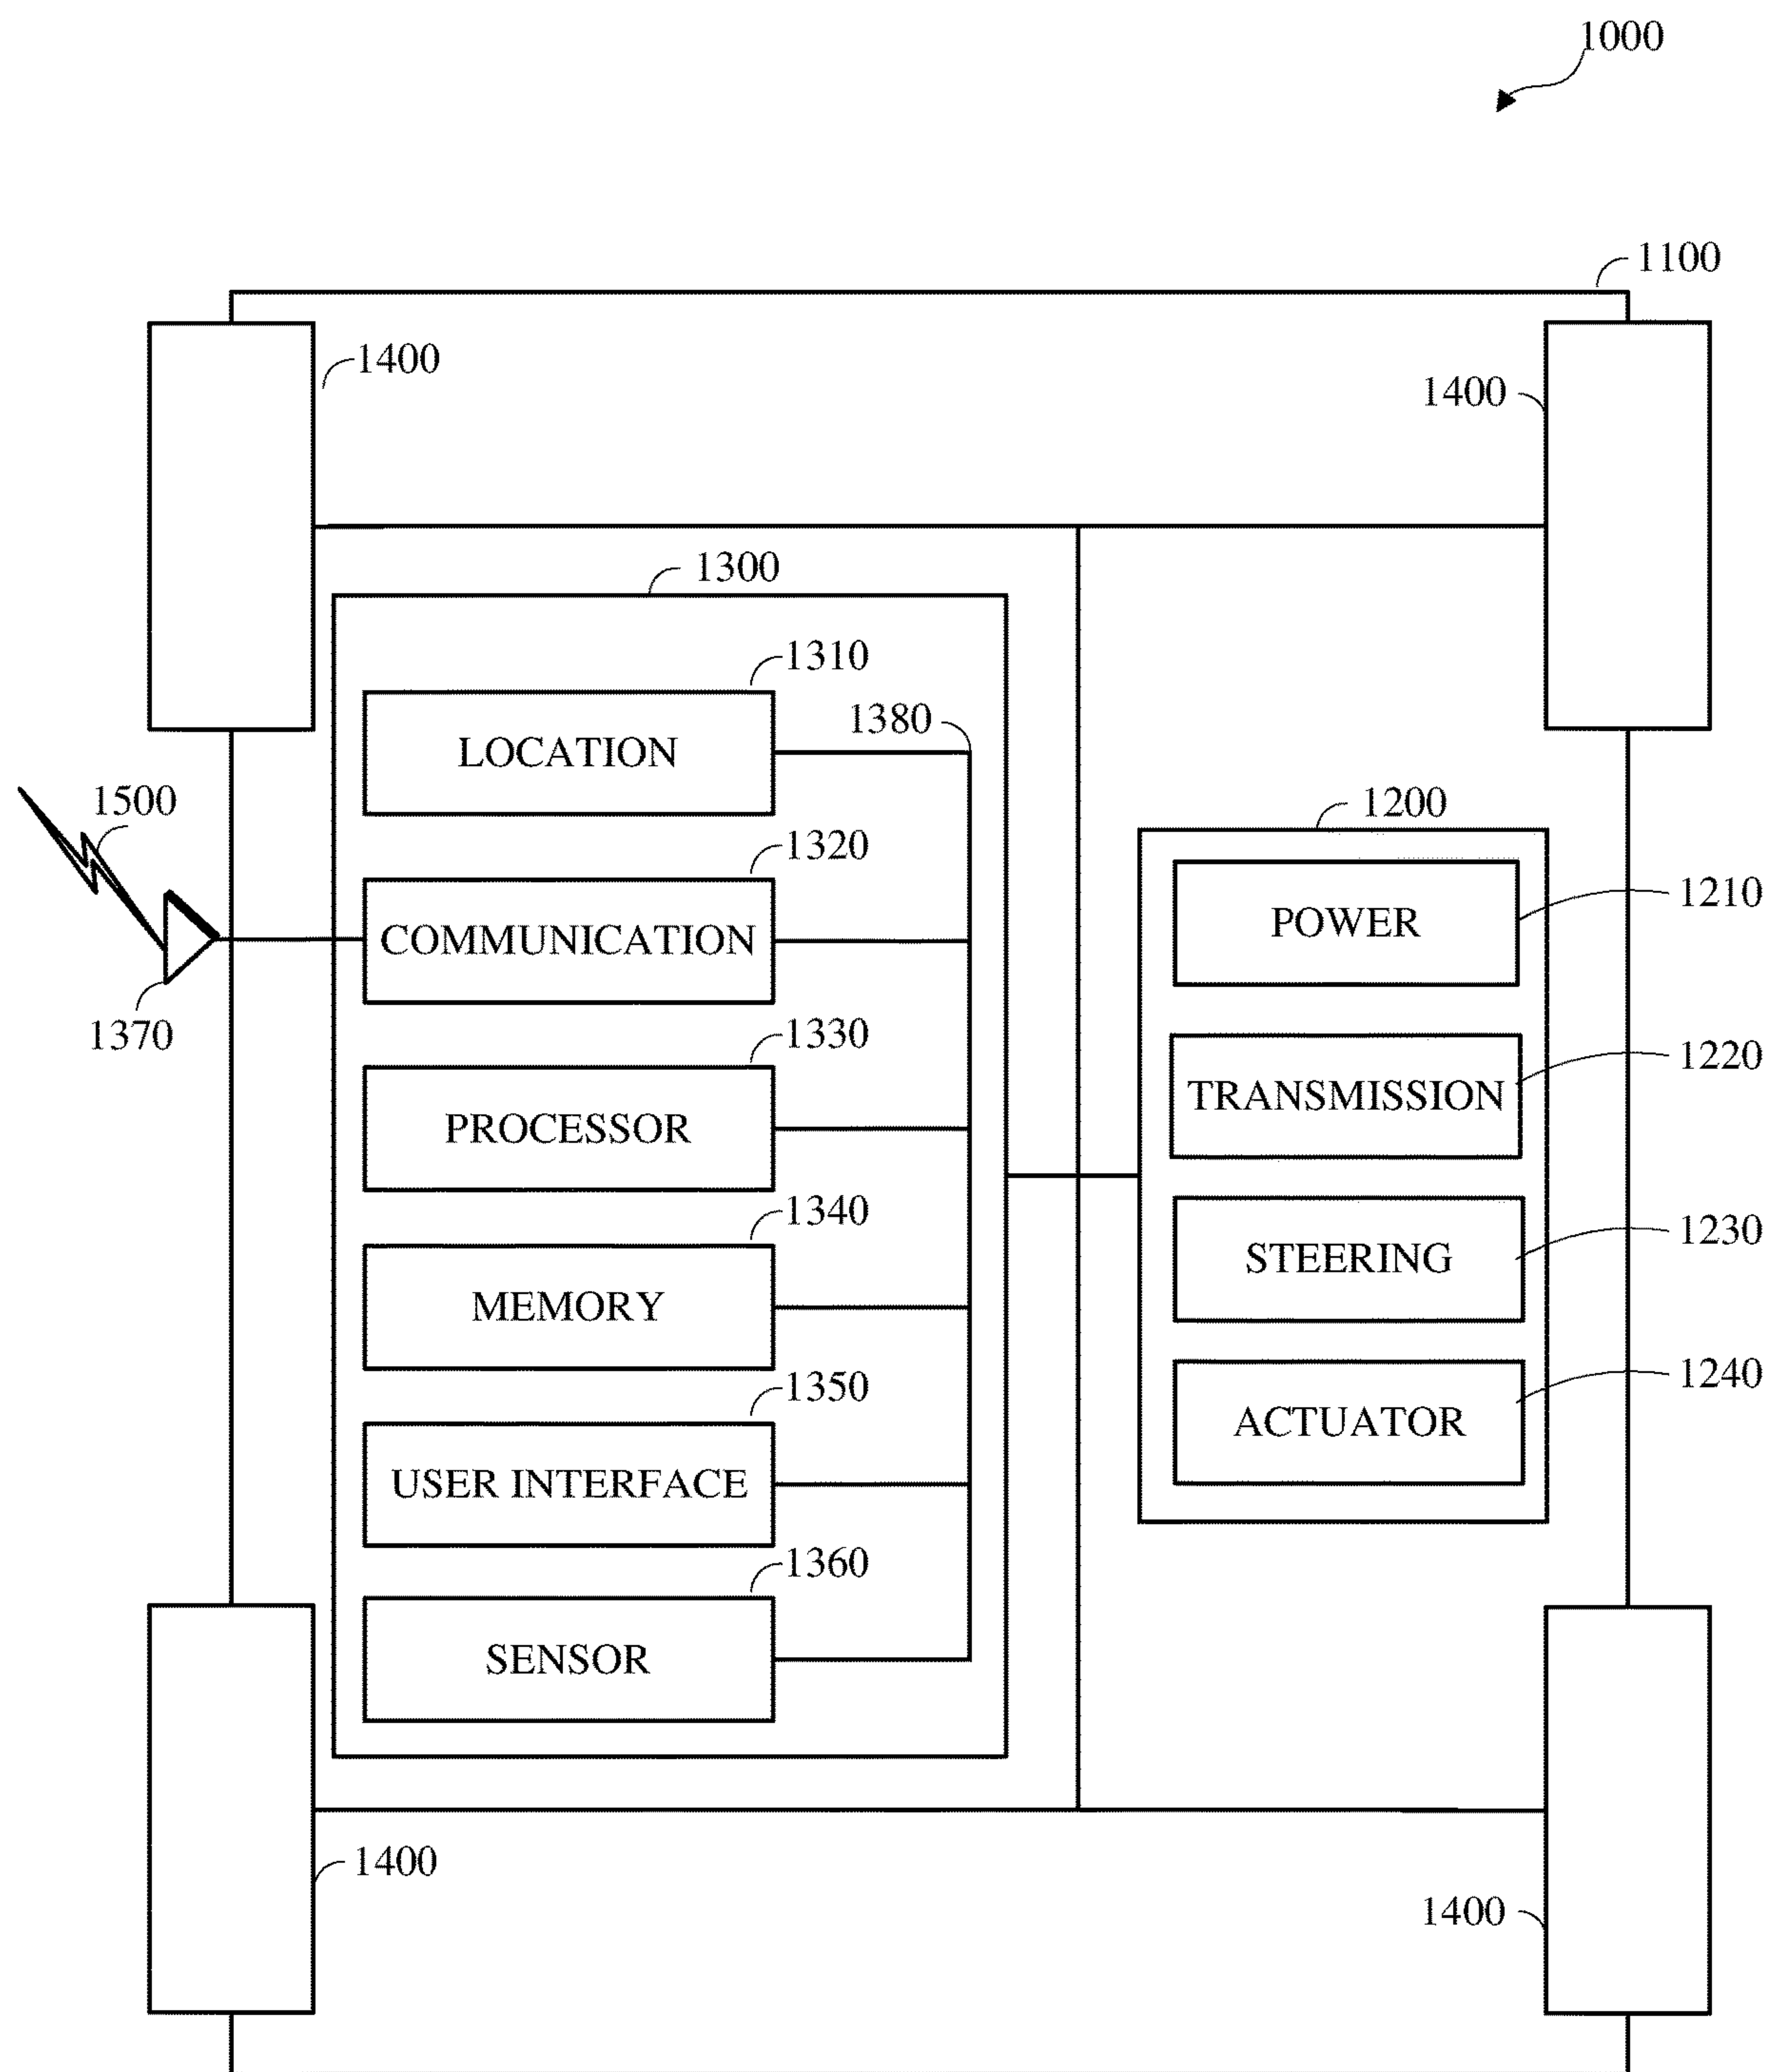 1000
1100
1400
1400
1300
1310
1380
LOCATION
1500
1200
1320
1210
POWER
COMMUNICATION
1370
1330
1220
TRANSMISSION
PROCESSOR
1340
1230
STEERING
MEMORY
1350
1240
ACTUATOR
USER INTERFACE
1360
SENSOR
1400
1400